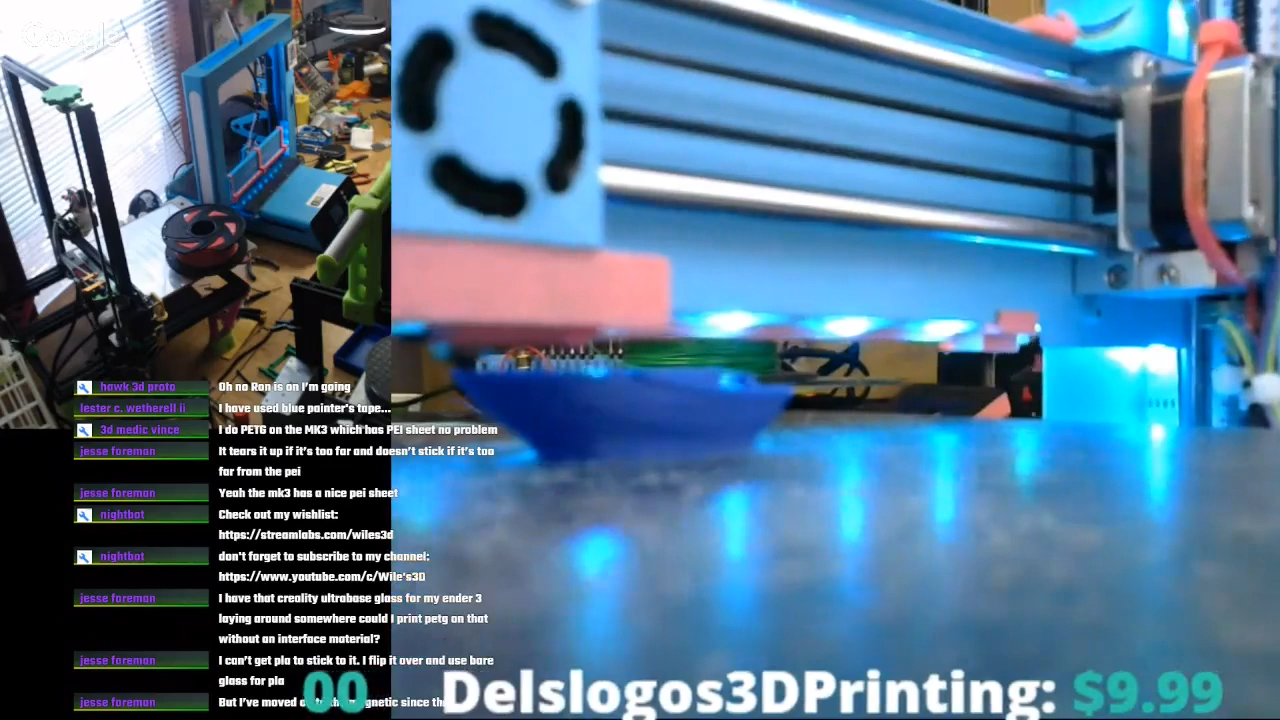 Google
hawk 3d proto Oh no Ron is on I'm going
lester c. wetherell ii I have used blue painter's tape...
3d medic vince I do PETG on the MK3 which has PEI sheet no problem
jesse foreman It tears it up if it's too far and doesn't stick if it's too
far from the pei
jesse foreman Yeah the mk3 has a nice pei sheet
nightbot Check out my wishlist:
https://streamlabs.com/wiles3d
nightbot don't forget to subscribe to my channel:
https://www.youtube.com/c/Wile's3D
jesse foreman I have that creality ultrabase glass for my ender 3
laying around somewhere could I print petg on that
without an interface material?
jesse foreman I can't get pla to stick to it. I flip it over and use bare
glass for pla
jesse foreman But I've moved since
00 Delslogos3DPrinting: $9.99